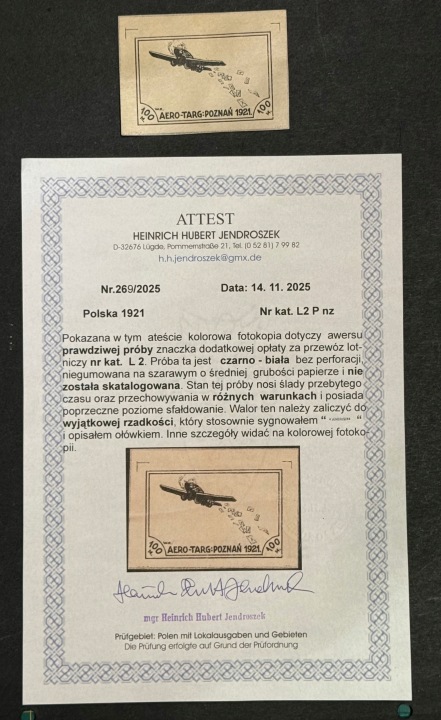 + 100 AERO-TARG: POZNAŃ 1921. 100 +
ATTEST
HEINRICH HUBERT JENDROSZEK
D-32676 Lügde, Pommernstraße 21, Tel. (0 52 81) 7 99 82
h.h.jendroszek@gmx.de
Nr.269/2025 Data: 14. 11. 2025
Polska 1921 Nr kat. L2 P nz
Pokazana w tym ateście kolorowa fotokopia dotyczy awersu
prawdziwej próby znaczka dodatkowej opłaty za przewóz lot-
niczy nr kat. L 2. Próba ta jest czarno - biała bez perforacji,
niegumowana na szarawym o średniej grubości papierze i nie
została skatalogowana. Stan tej próby nosi ślady przebytego
czasu oraz przechowywania w różnych warunkach i posiada
poprzeczne poziome sfałdowanie. Walor ten należy zaliczyć do
wyjątkowej rzadkości, który stosownie sygnowałem “ “
i opisałem ołówkiem. Inne szczegóły widać na kolorowej fotoko-
pii.
+ 100 AERO-TARG: POZNAŃ 1921. 100 +
mgr Heinrich Hubert Jendroszek
Prüfgebiet: Polen mit Lokalausgaben und Gebieten
Die Prüfung erfolgte auf Grund der Prüfordnung